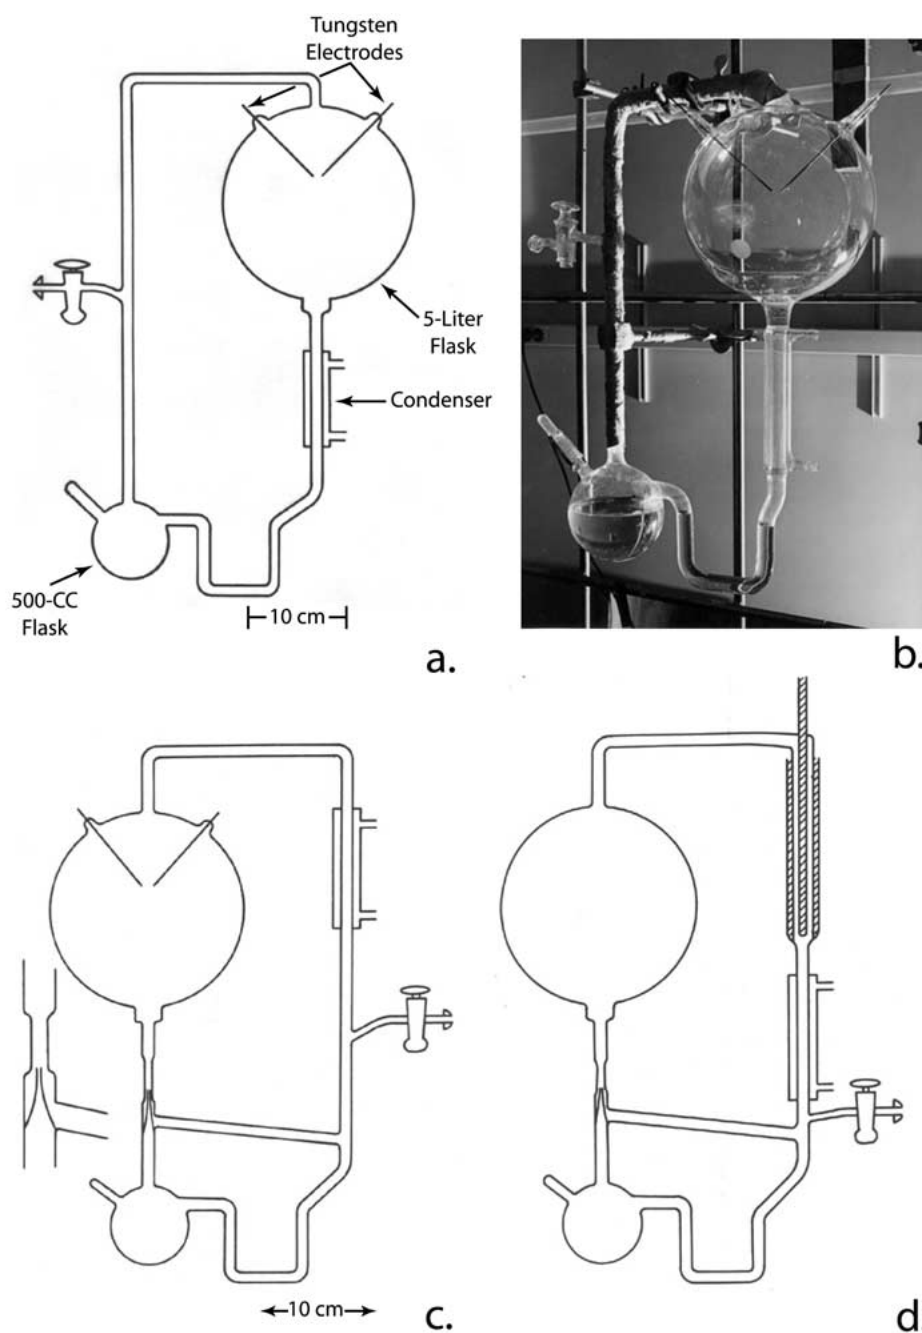 Tungsten
Electrodes
5-Liter
Flask
Condenser
500-CC
Flask
10 cm
a.
b.
10 cm
c.
d